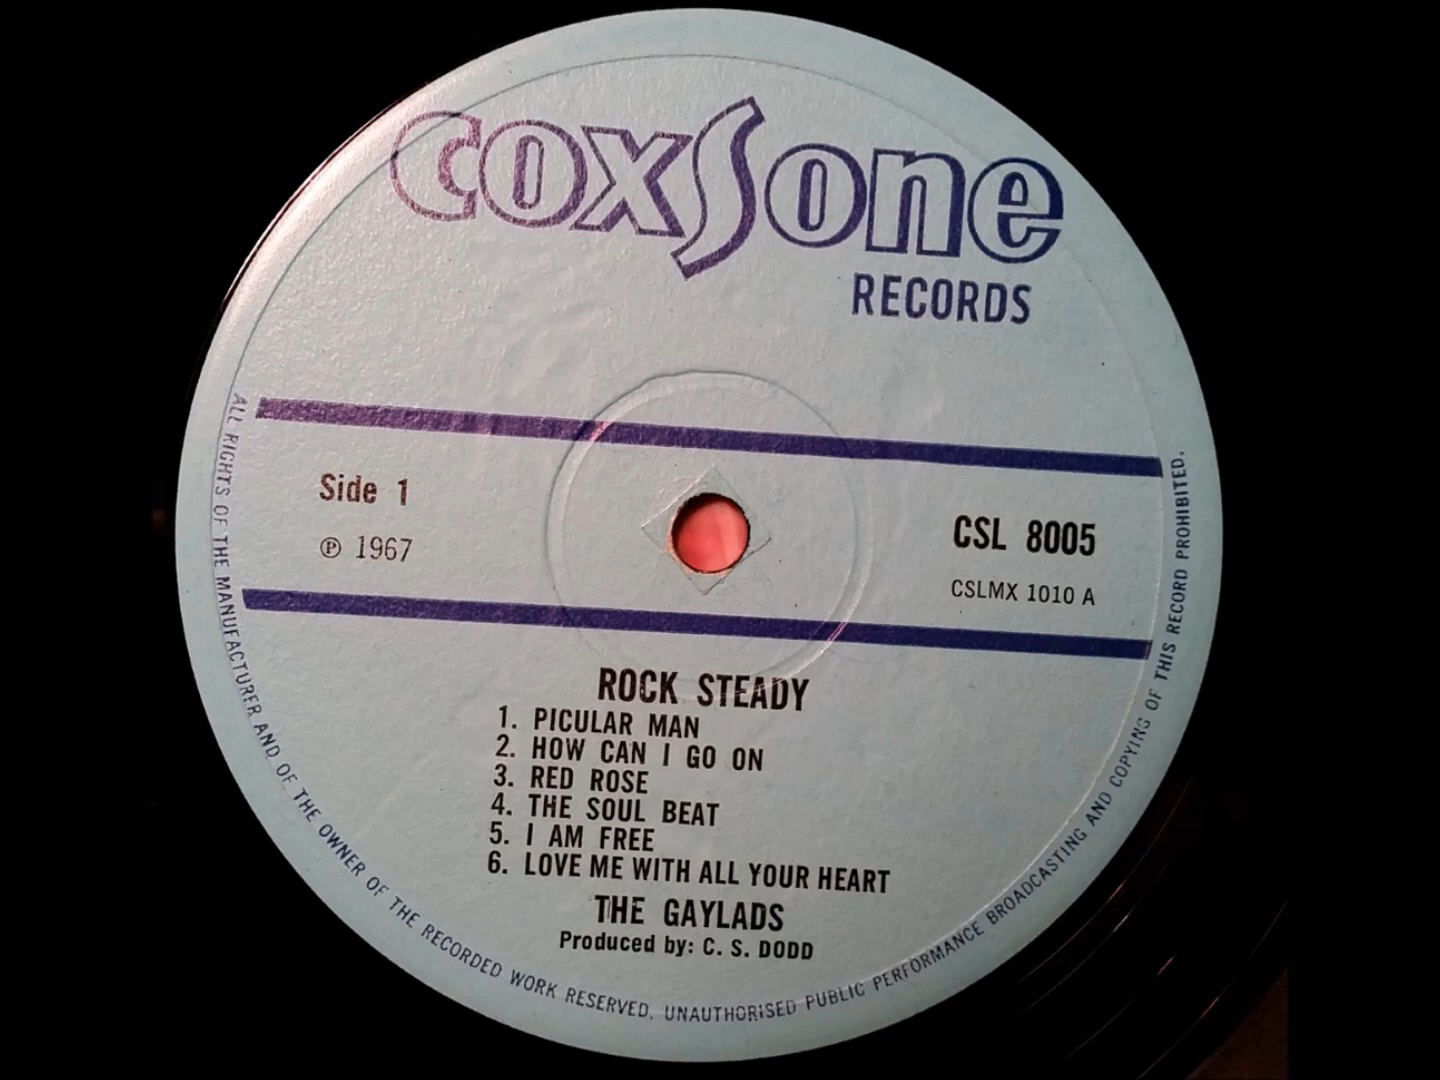 coxSone
RECORDS
Side 1
℗ 1967
CSL 8005
CSLMX 1010 A
ROCK STEADY
1. PICULAR MAN
2. HOW CAN I GO ON
3. RED ROSE
4. THE SOUL BEAT
5. I AM FREE
6. LOVE ME WITH ALL YOUR HEART
THE GAYLADS
Produced by: C. S. DODD
ALL RIGHTS OF THE MANUFACTURER AND OF THE OWNER OF THE RECORDED WORK RESERVED. UNAUTHORISED PUBLIC PERFORMANCE BROADCASTING AND COPYING OF THIS RECORD PROHIBITED.